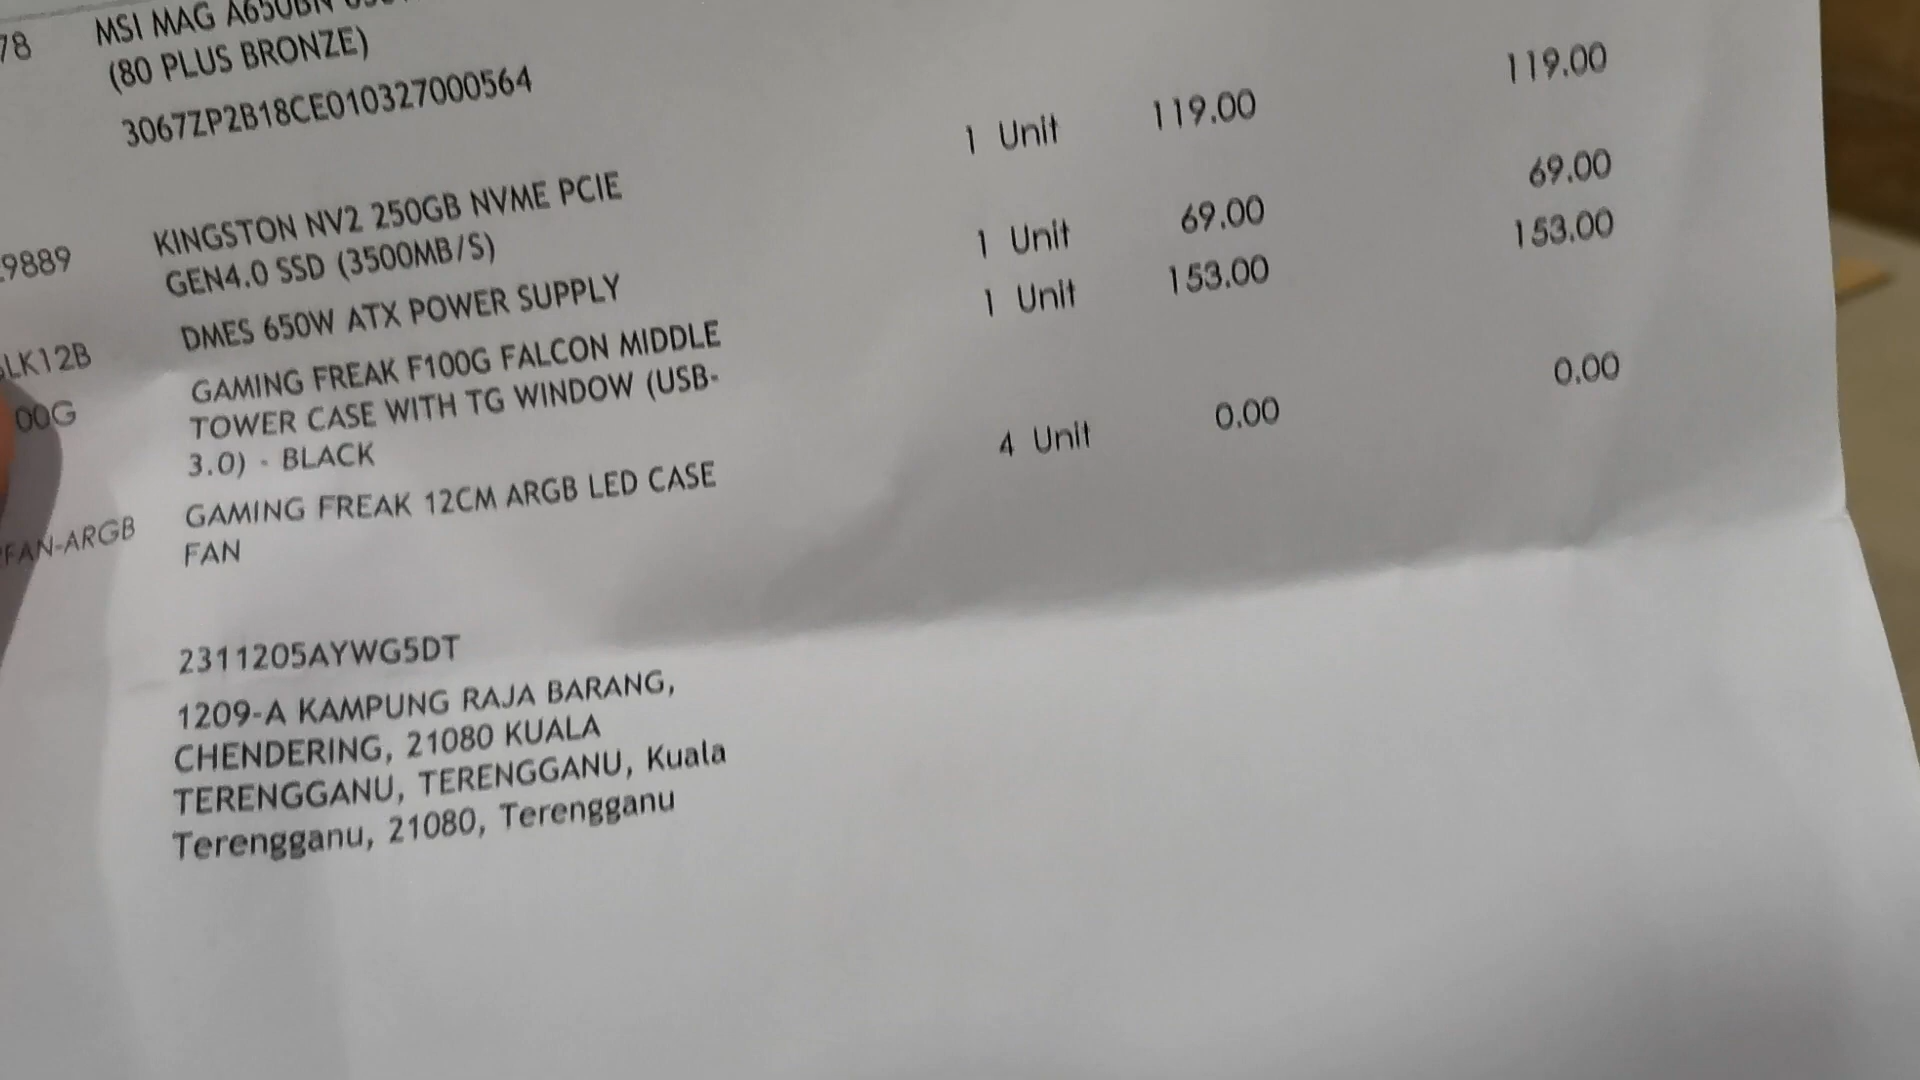 78 MSI MAG A650BN
(80 PLUS BRONZE)
3067ZP2B18CE010327000564
KINGSTON NV2 250GB NVME PCIE 1 Unit 119.00 119.00
9889 GEN4.0 SSD (3500MB/S)
LK12B DMES 650W ATX POWER SUPPLY 1 Unit 69.00 69.00
00G GAMING FREAK F100G FALCON MIDDLE 1 Unit 153.00 153.00
TOWER CASE WITH TG WINDOW (USB-
3.0) - BLACK
FAN-ARGB GAMING FREAK 12CM ARGB LED CASE 4 Unit 0.00 0.00
FAN
2311205AYWG5DT
1209-A KAMPUNG RAJA BARANG,
CHENDERING, 21080 KUALA
TERENGGANU, TERENGGANU, Kuala
Terengganu, 21080, Terengganu